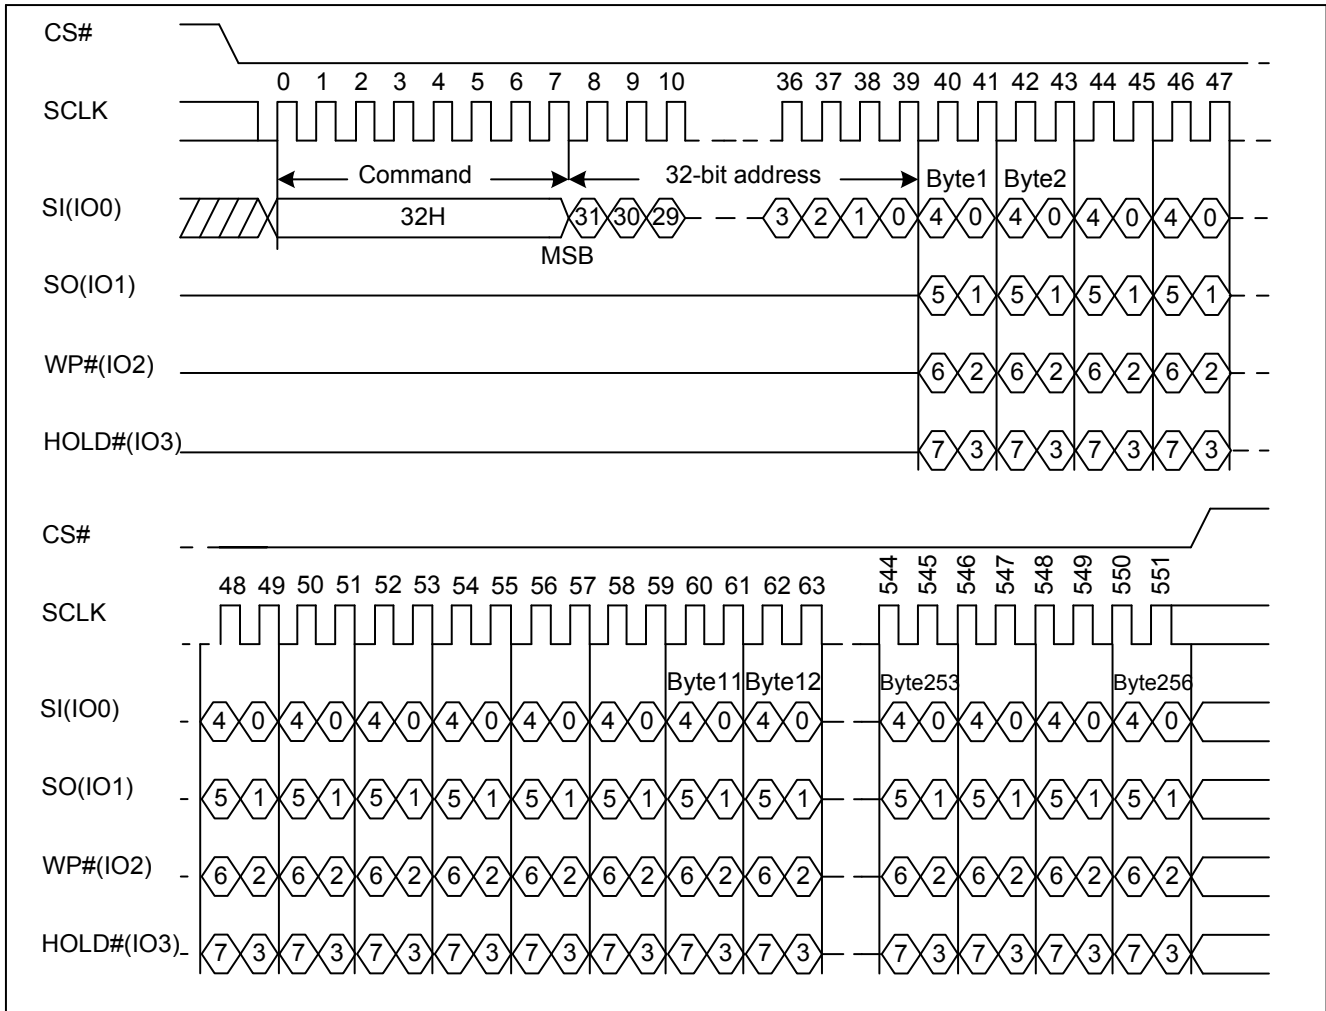 CS#
0 1 2 3 4 5 6 7 8 9 10 36 37 38 39 40 41 42 43 44 45 46 47
SCLK
Command 32-bit address Byte1 Byte2
SI(IO0) 32H 31 30 29 3 2 1 0 4 0 4 0 4 0 4 0
MSB
SO(IO1) 5 1 5 1 5 1 5 1
WP#(IO2) 6 2 6 2 6 2 6 2
HOLD#(IO3) 7 3 7 3 7 3 7 3
CS#
48 49 50 51 52 53 54 55 56 57 58 59 60 61 62 63 544 545 546 547 548 549 550 551
SCLK
Byte11 Byte12 Byte253 Byte256
SI(IO0) 4 0 4 0 4 0 4 0 4 0 4 0 4 0 4 0 4 0 4 0 4 0 4 0
SO(IO1) 5 1 5 1 5 1 5 1 5 1 5 1 5 1 5 1 5 1 5 1 5 1 5 1
WP#(IO2) 6 2 6 2 6 2 6 2 6 2 6 2 6 2 6 2 6 2 6 2 6 2 6 2
HOLD#(IO3) 7 3 7 3 7 3 7 3 7 3 7 3 7 3 7 3 7 3 7 3 7 3 7 3